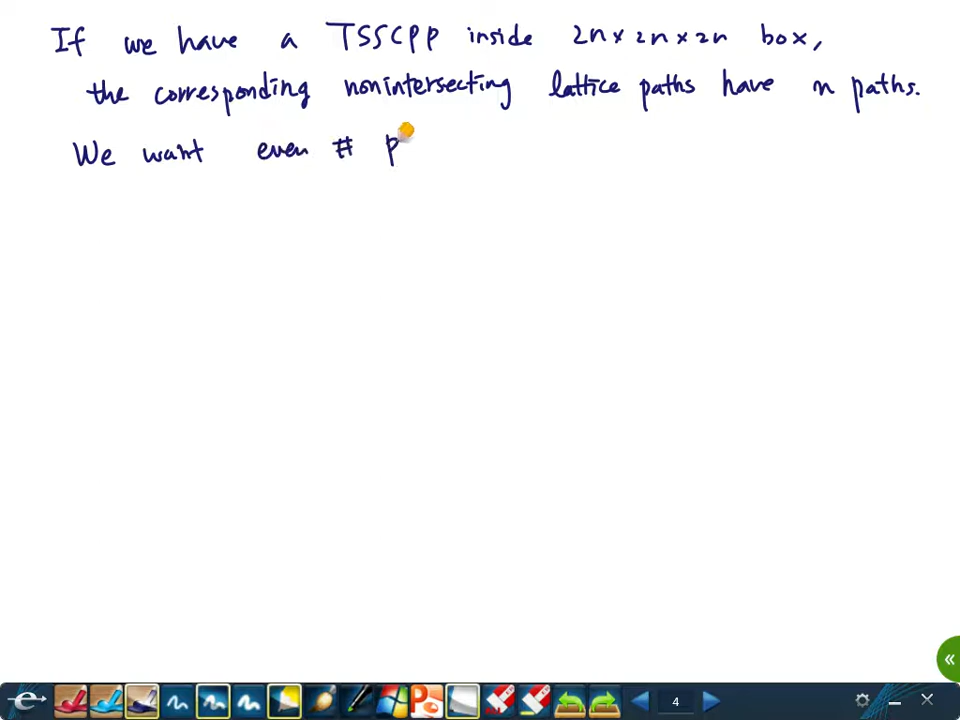 If we have a TSSCPP inside 2n×2n×2n box,
the corresponding nonintersecting lattice paths have n paths.
We want even # p
4